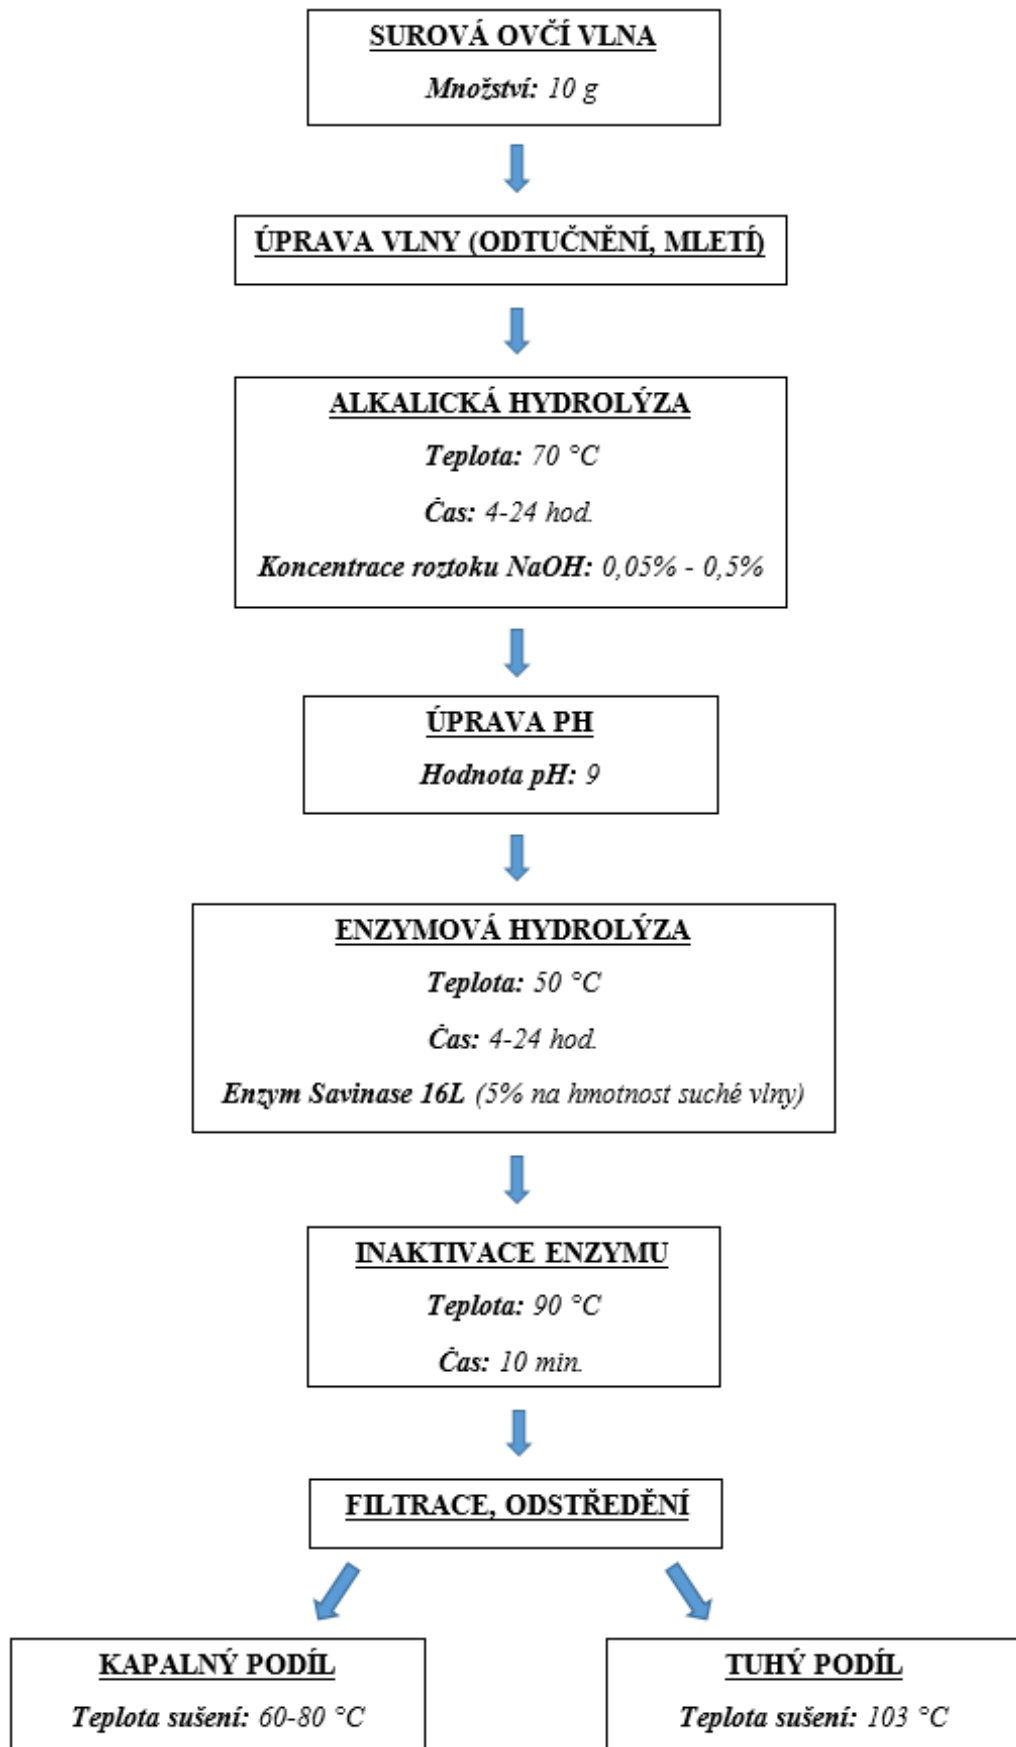 SUROVÁ OVČÍ VLNA
Množství: 10 g
ÚPRAVA VLNY (ODTUČNĚNÍ, MLETÍ)
ALKALICKÁ HYDROLÝZA
Teplota: 70 °C
Čas: 4-24 hod.
Koncentrace roztoku NaOH: 0,05% - 0,5%
ÚPRAVA PH
Hodnota pH: 9
ENZYMOVÁ HYDROLÝZA
Teplota: 50 °C
Čas: 4-24 hod.
Enzym Savinase 16L (5% na hmotnost suché vlny)
INAKTIVACE ENZYMU
Teplota: 90 °C
Čas: 10 min.
FILTRACE, ODSTŘEDĚNÍ
KAPALNÝ PODÍL
Teplota sušení: 60-80 °C
TUHÝ PODÍL
Teplota sušení: 103 °C